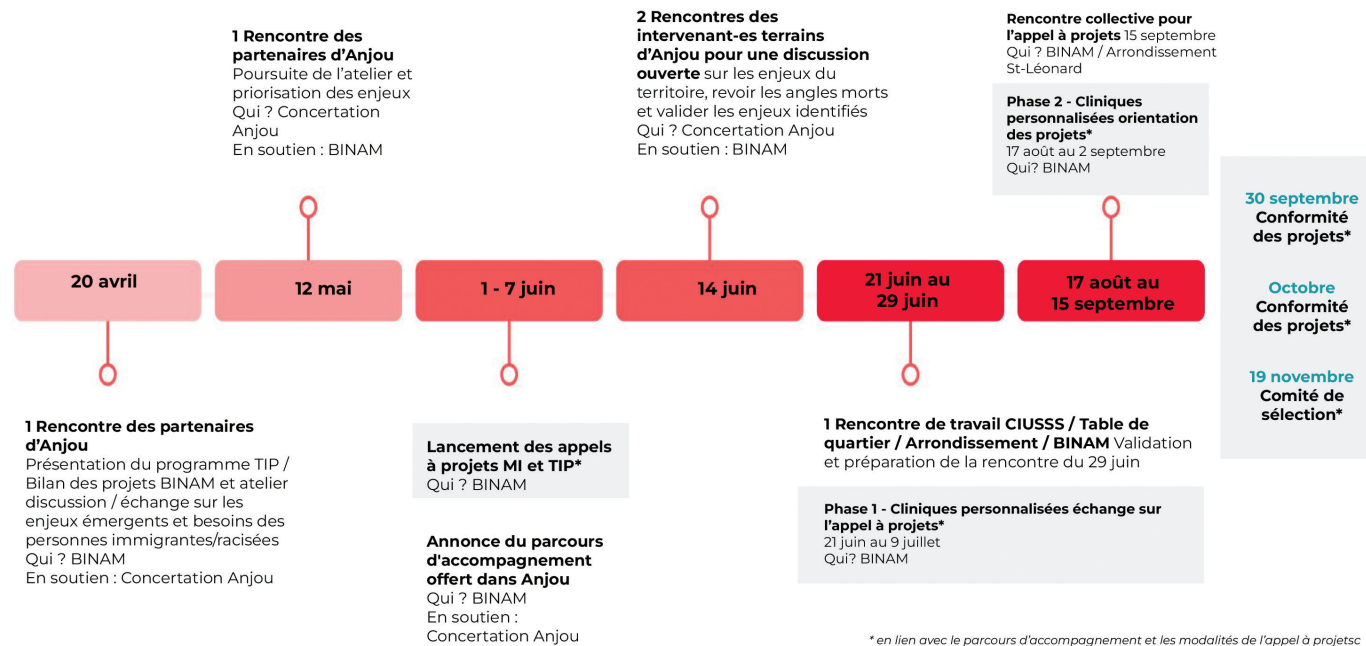 1 Rencontre des
partenaires d'Anjou
Poursuite de l'atelier et
priorisation des enjeux
Qui ? Concertation
Anjou
En soutien : BINAM
2 Rencontres des
intervenant-es terrains
d'Anjou pour une discussion
ouverte sur les enjeux du
territoire, revoir les angles morts
et valider les enjeux identifiés
Qui ? Concertation Anjou
En soutien : BINAM
Rencontre collective pour
l'appel à projets 15 septembre
Qui ? BINAM / Arrondissement
St-Léonard
Phase 2 - Cliniques
personnalisées orientation
des projets*
17 août au 2 septembre
Qui? BINAM
20 avril
12 mai
1 - 7 juin
14 juin
21 juin au
29 juin
17 août au
15 septembre
30 septembre
Conformité
des projets*
Octobre
Conformité
des projets*
19 novembre
Comité de
sélection*
1 Rencontre des partenaires
d'Anjou
Présentation du programme TIP /
Bilan des projets BINAM et atelier
discussion / échange sur les
enjeux émergents et besoins des
personnes immigrantes/racisées
Qui ? BINAM
En soutien : Concertation Anjou
Lancement des appels
à projets MI et TIP*
Qui ? BINAM
Annonce du parcours
d'accompagnement
offert dans Anjou
Qui ? BINAM
En soutien :
Concertation Anjou
1 Rencontre de travail CIUSSS / Table de
quartier / Arrondissement / BINAM Validation
et préparation de la rencontre du 29 juin
Phase 1 - Cliniques personnalisées échange sur
l'appel à projets*
21 juin au 9 juillet
Qui? BINAM
* en lien avec le parcours d'accompagnement et les modalités de l'appel à projetsc